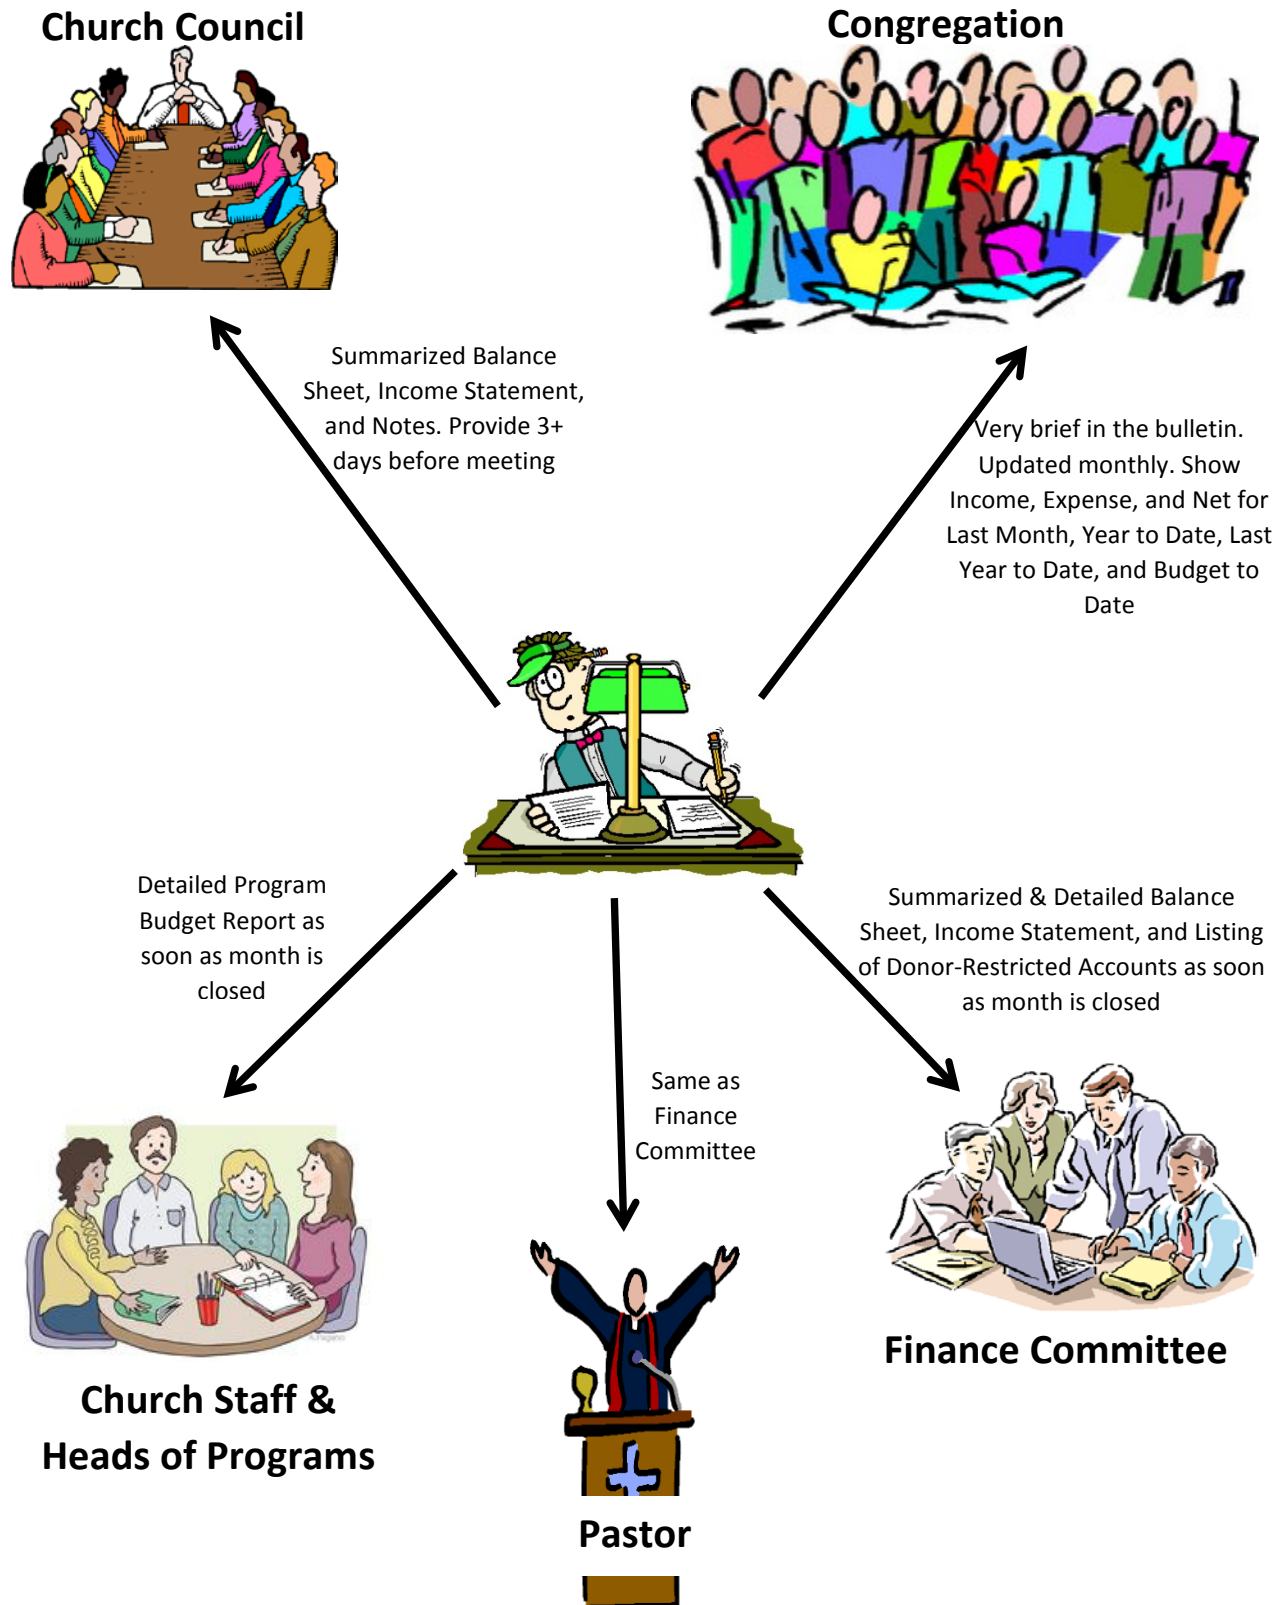 Church Council
Congregation
Summarized Balance
Sheet, Income Statement,
and Notes. Provide 3+
days before meeting
Very brief in the bulletin.
Updated monthly. Show
Income, Expense, and Net for
Last Month, Year to Date, Last
Year to Date, and Budget to
Date
Detailed Program
Budget Report as
soon as month is
closed
Summarized & Detailed Balance
Sheet, Income Statement, and Listing
of Donor-Restricted Accounts as soon
as month is closed
Same as
Finance
Committee
Finance Committee
Church Staff &
Heads of Programs
Pastor